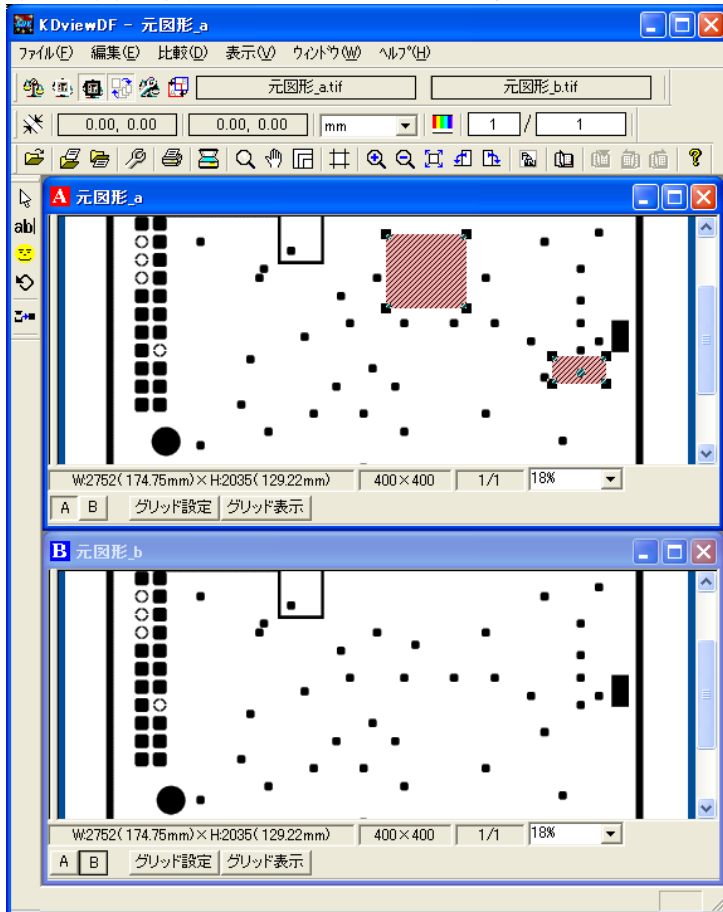 KDviewDF - 元図形_a
ファイル(F) 編集(E) 比較(D) 表示(V) ウィンドウ(W) ヘルプ(H)
元図形_a.tif 元図形_b.tif
0.00, 0.00 0.00, 0.00 mm 1 / 1
abl
A 元図形_a
W:2752( 174.75mm)×H:2035( 129.22mm) 400×400 1/1 18%
A B グリッド設定 グリッド表示
B 元図形_b
W:2752( 174.75mm)×H:2035( 129.22mm) 400×400 1/1 18%
A B グリッド設定 グリッド表示